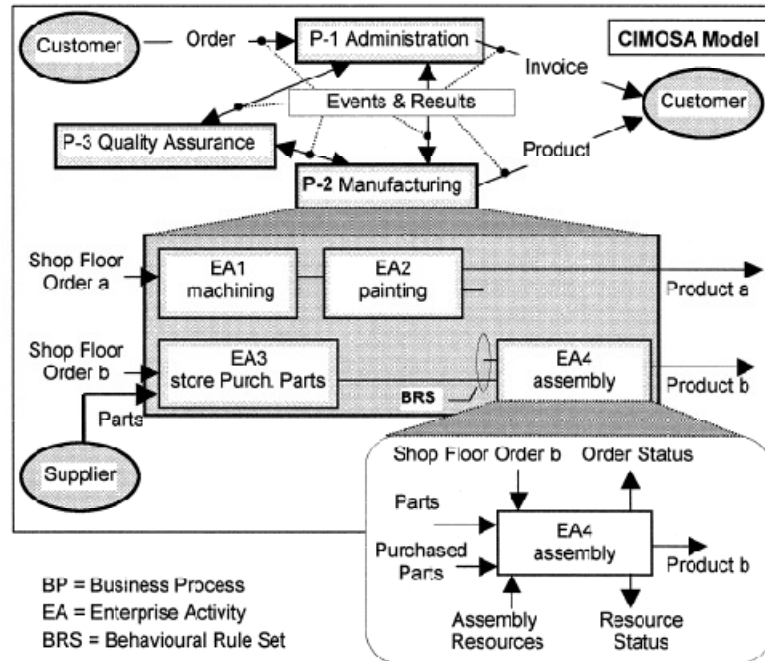 Customer
Order
P-1 Administration
CIMOSA Model
Invoice
Customer
Events & Results
P-3 Quality Assurance
Product
P-2 Manufacturing
Shop Floor
Order a
EA1
machining
EA2
painting
Product a
Shop Floor
Order b
EA3
store Purch. Parts
BRS
EA4
assembly
Product b
Parts
Supplier
Shop Floor Order b
Order Status
Parts
EA4
assembly
Purchased
Parts
Product b
Assembly
Resources
Resource
Status
BP = Business Process
EA = Enterprise Activity
BRS = Behavioural Rule Set